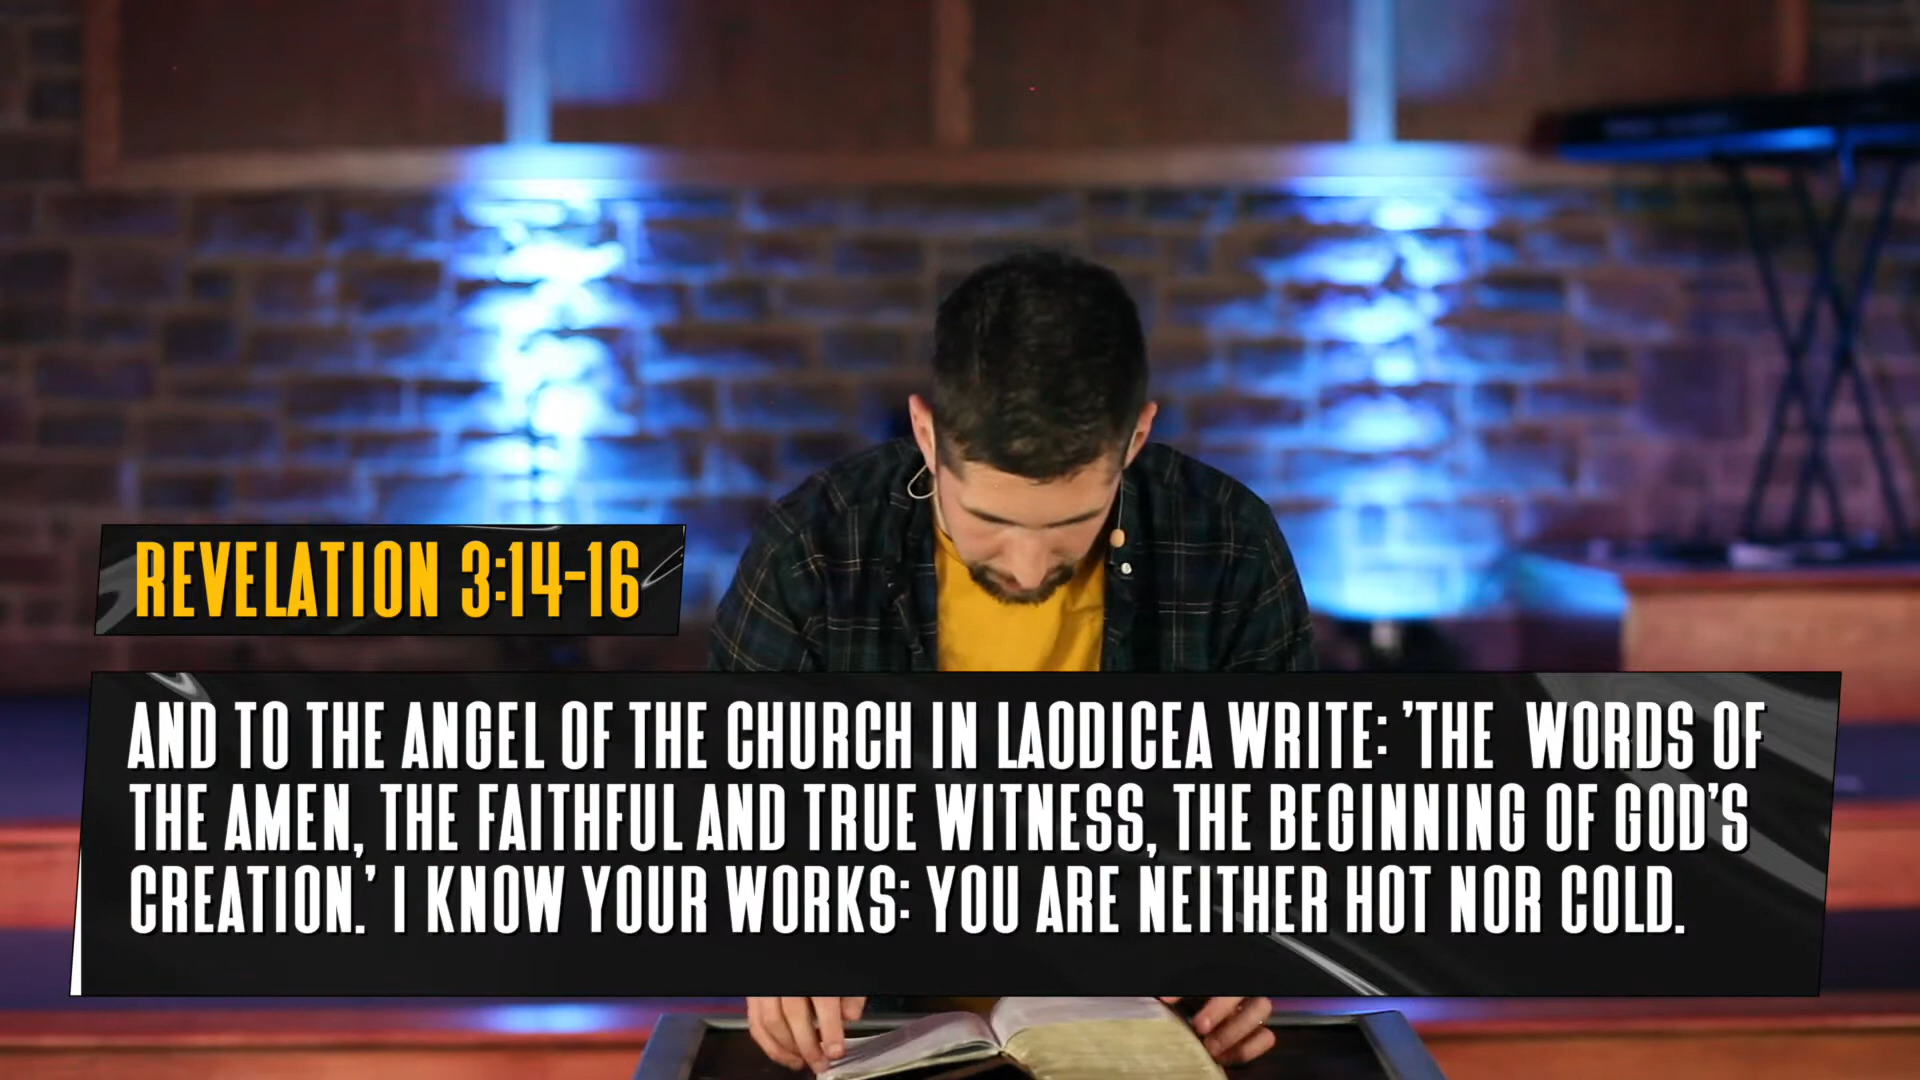 REVELATION 3:14-16
AND TO THE ANGEL OF THE CHURCH IN LAODICEA WRITE: 'THE WORDS OF
THE AMEN, THE FAITHFUL AND TRUE WITNESS, THE BEGINNING OF GOD'S
CREATION.' I KNOW YOUR WORKS: YOU ARE NEITHER HOT NOR COLD.